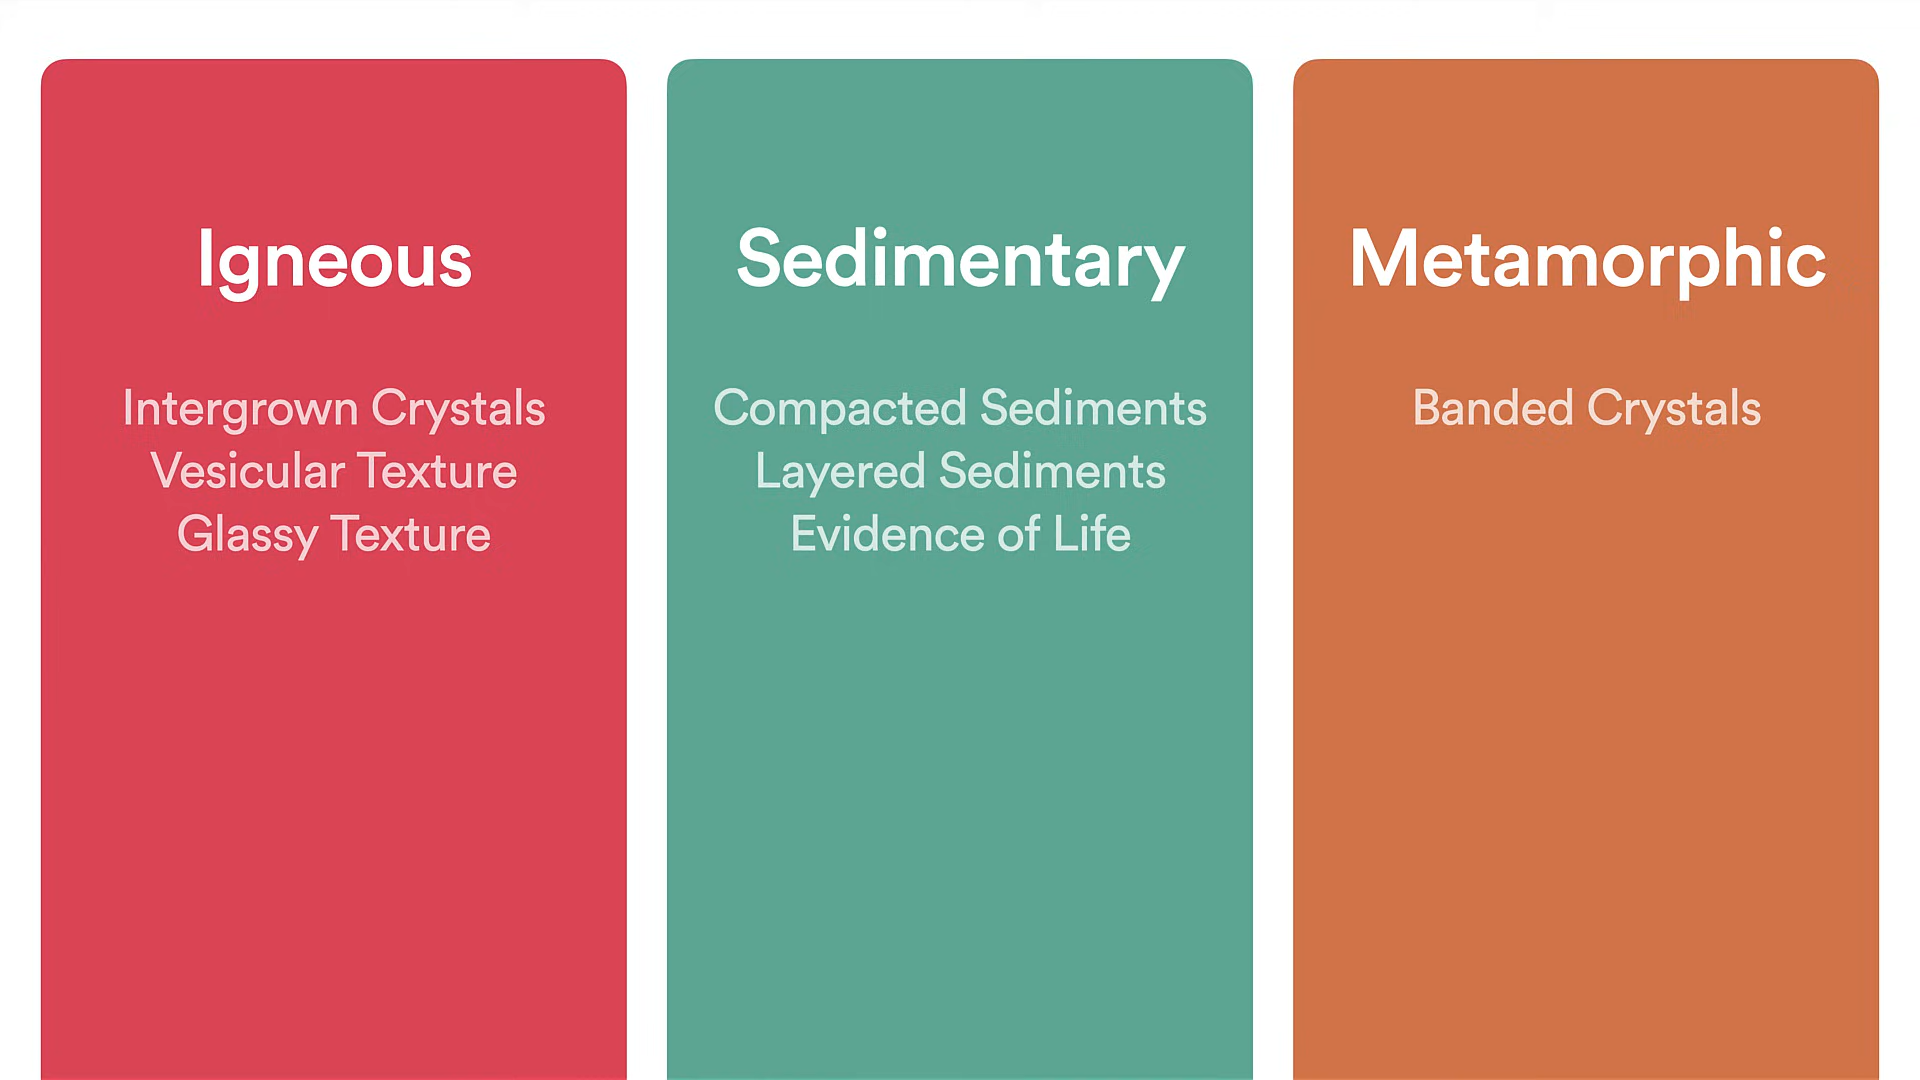 Igneous
Intergrown Crystals
Vesicular Texture
Glassy Texture
Sedimentary
Compacted Sediments
Layered Sediments
Evidence of Life
Metamorphic
Banded Crystals